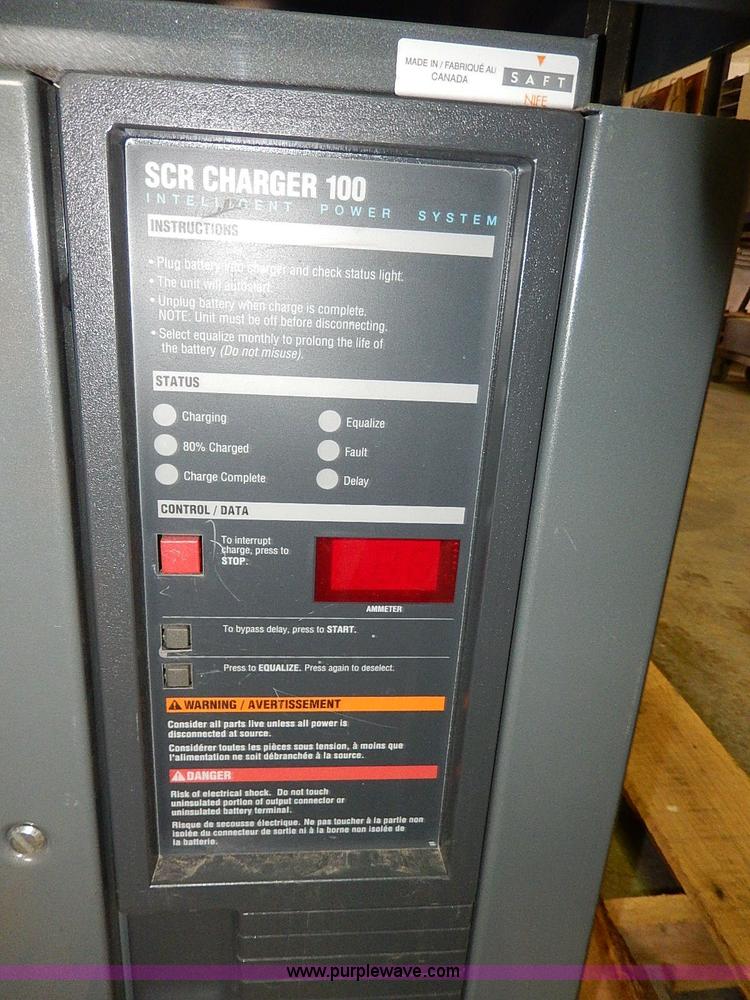 MADE IN / FABRIQUÉ AU
CANADA
SAFT
NIFE
SCR CHARGER 100
INTELLIGENT POWER SYSTEM
INSTRUCTIONS
• Plug battery into charger and check status light.
• The unit will autostart.
• Unplug battery when charge is complete.
NOTE: Unit must be off before disconnecting.
• Select equalize monthly to prolong the life of
the battery (Do not misuse).
STATUS
Charging
Equalize
80% Charged
Fault
Charge Complete
Delay
CONTROL / DATA
To interrupt
charge, press to
STOP.
AMMETER
To bypass delay, press to START.
Press to EQUALIZE. Press again to deselect.
WARNING / AVERTISSEMENT
Consider all parts live unless all power is
disconnected at source.
Considérer toutes les pièces sous tension, à moins que
l'alimentation ne soit débranchée à la source.
DANGER
Risk of electrical shock. Do not touch
uninsulated portion of output connector or
uninsulated battery terminal.
Risque de secousse électrique. Ne pas toucher à la partie non
isolée du connecteur de sortie ni à la borne non isolée de
la batterie.
www.purplewave.com